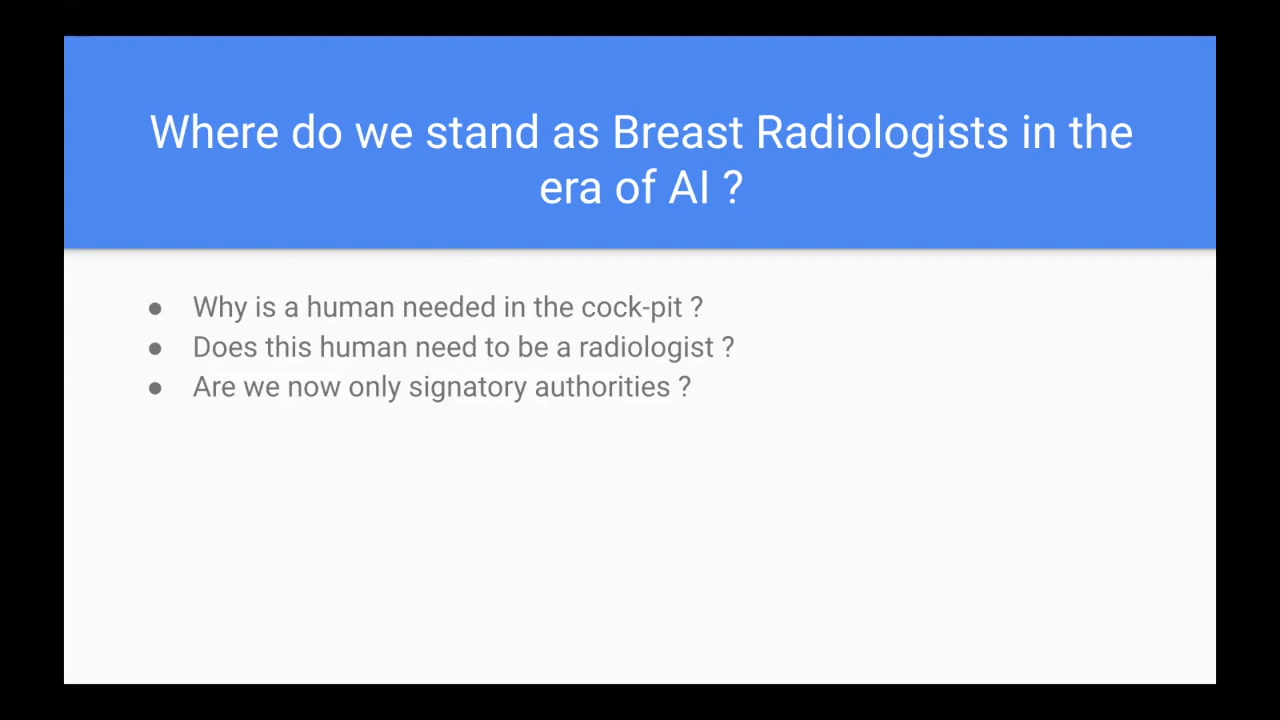 Where do we stand as Breast Radiologists in the
era of AI ?
● Why is a human needed in the cock-pit ?
● Does this human need to be a radiologist ?
● Are we now only signatory authorities ?